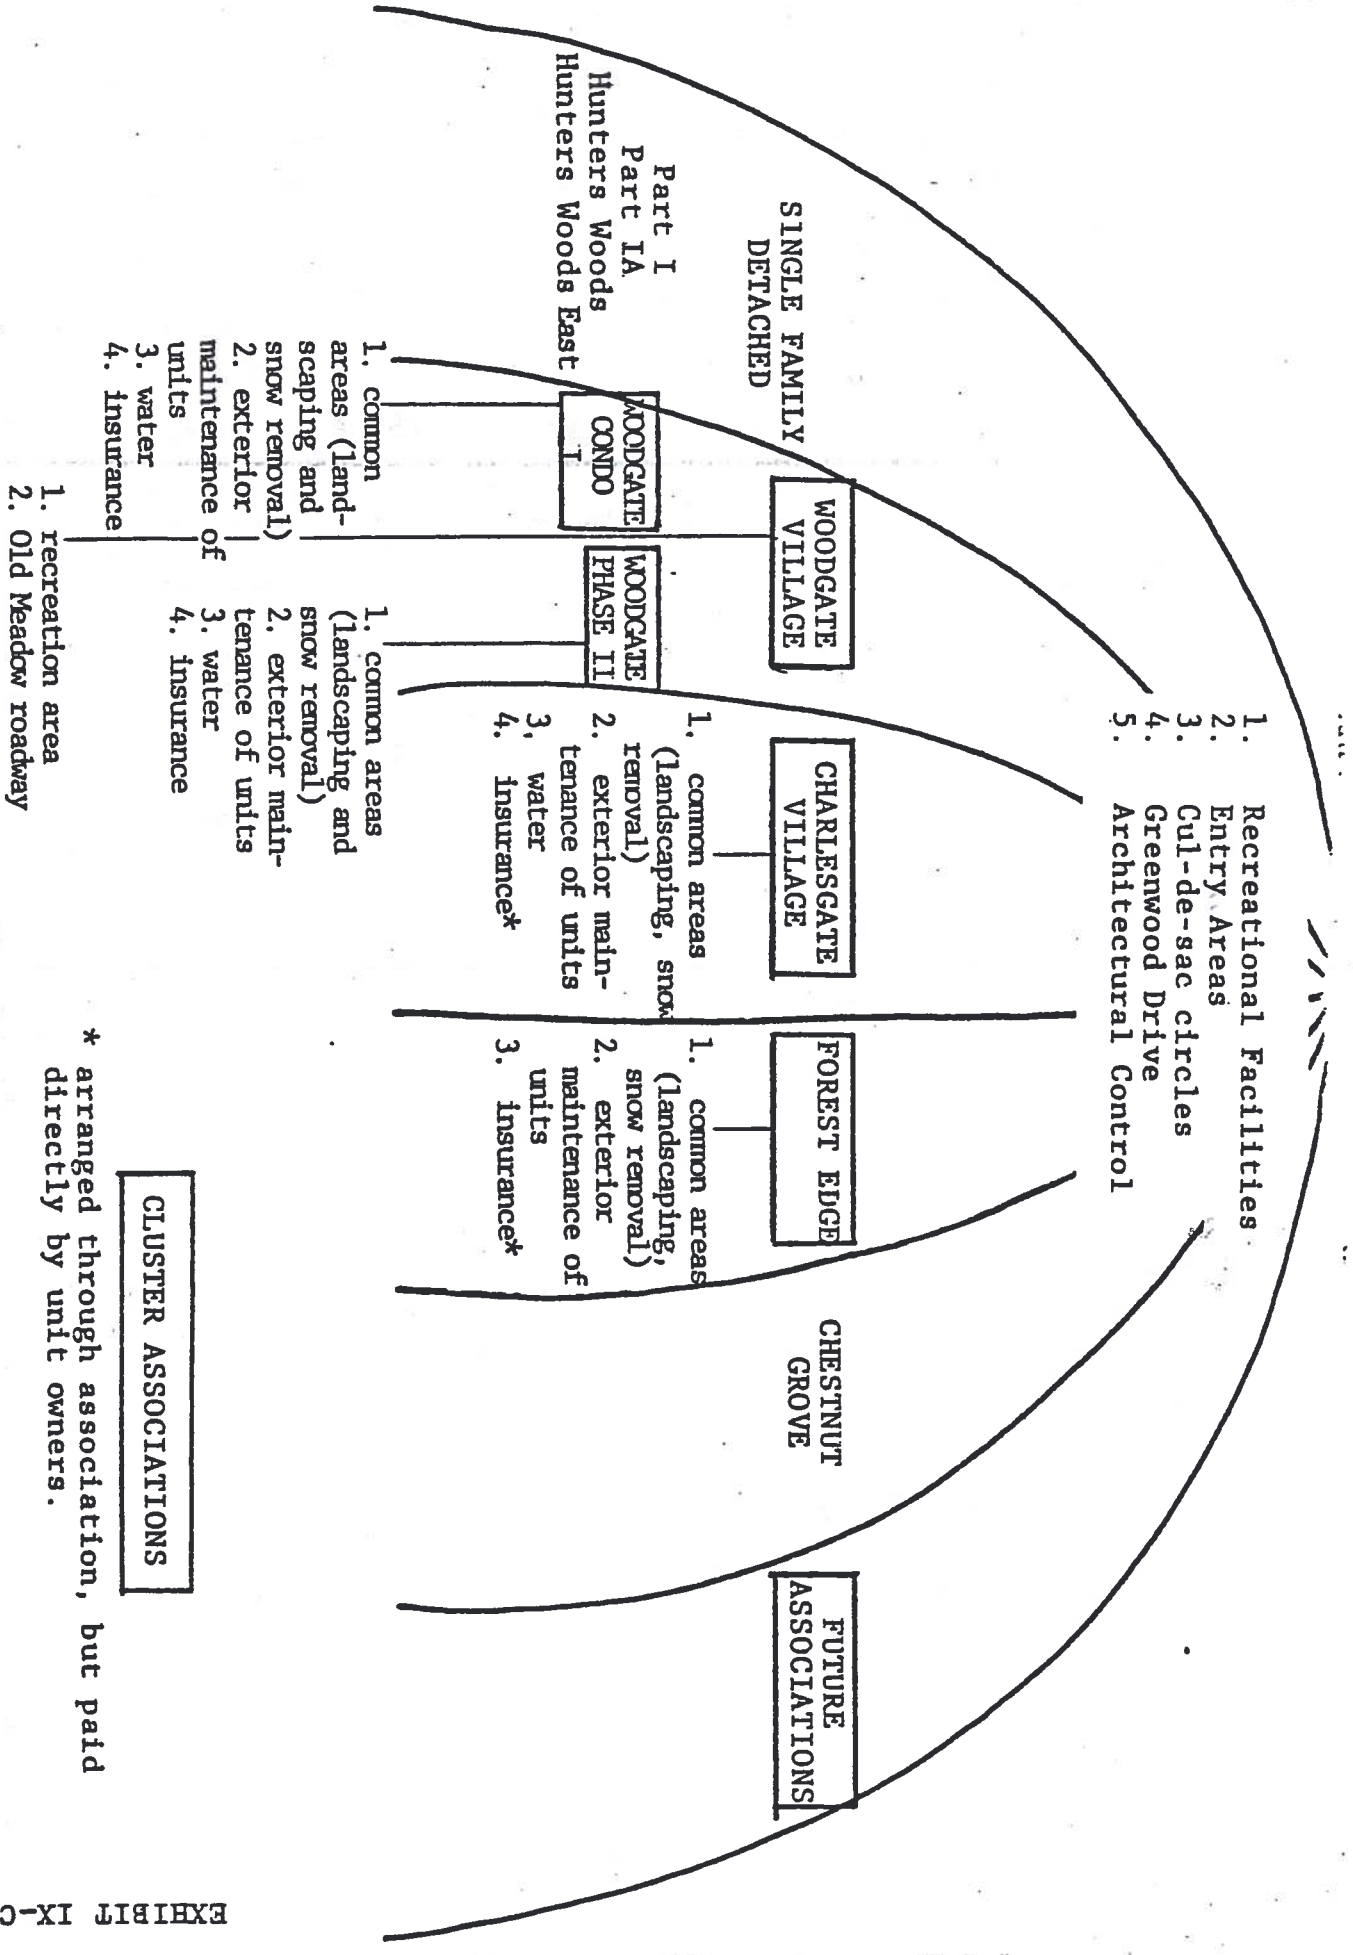 1. Recreational Facilities
2. Entry Areas
3. Cul-de-sac circles
4. Greenwood Drive
5. Architectural Control
SINGLE FAMILY
DETACHED
Part I
Part IA
Hunters Woods
Hunters Woods East
WOODGATE
VILLAGE
WOODGATE
CONDO
I
1. common
areas (land-
scaping and
snow removal)
2. exterior
maintenance of
units
3. water
4. insurance
WOODGATE
PHASE II
1. common areas
(landscaping and
snow removal)
2. exterior main-
tenance of units
3. water
4. insurance
1. recreation area
2. Old Meadow roadway
CHARLESGATE
VILLAGE
1. common areas
(landscaping, snow
removal)
2. exterior main-
tenance of units
3. water
4. insurance*
FOREST EDGE
1. common areas
(landscaping,
snow removal)
2. exterior
maintenance of
units
3. insurance*
CHESTNUT
GROVE
FUTURE
ASSOCIATIONS
CLUSTER ASSOCIATIONS
* arranged through association, but paid
directly by unit owners.
EXHIBIT IX-C